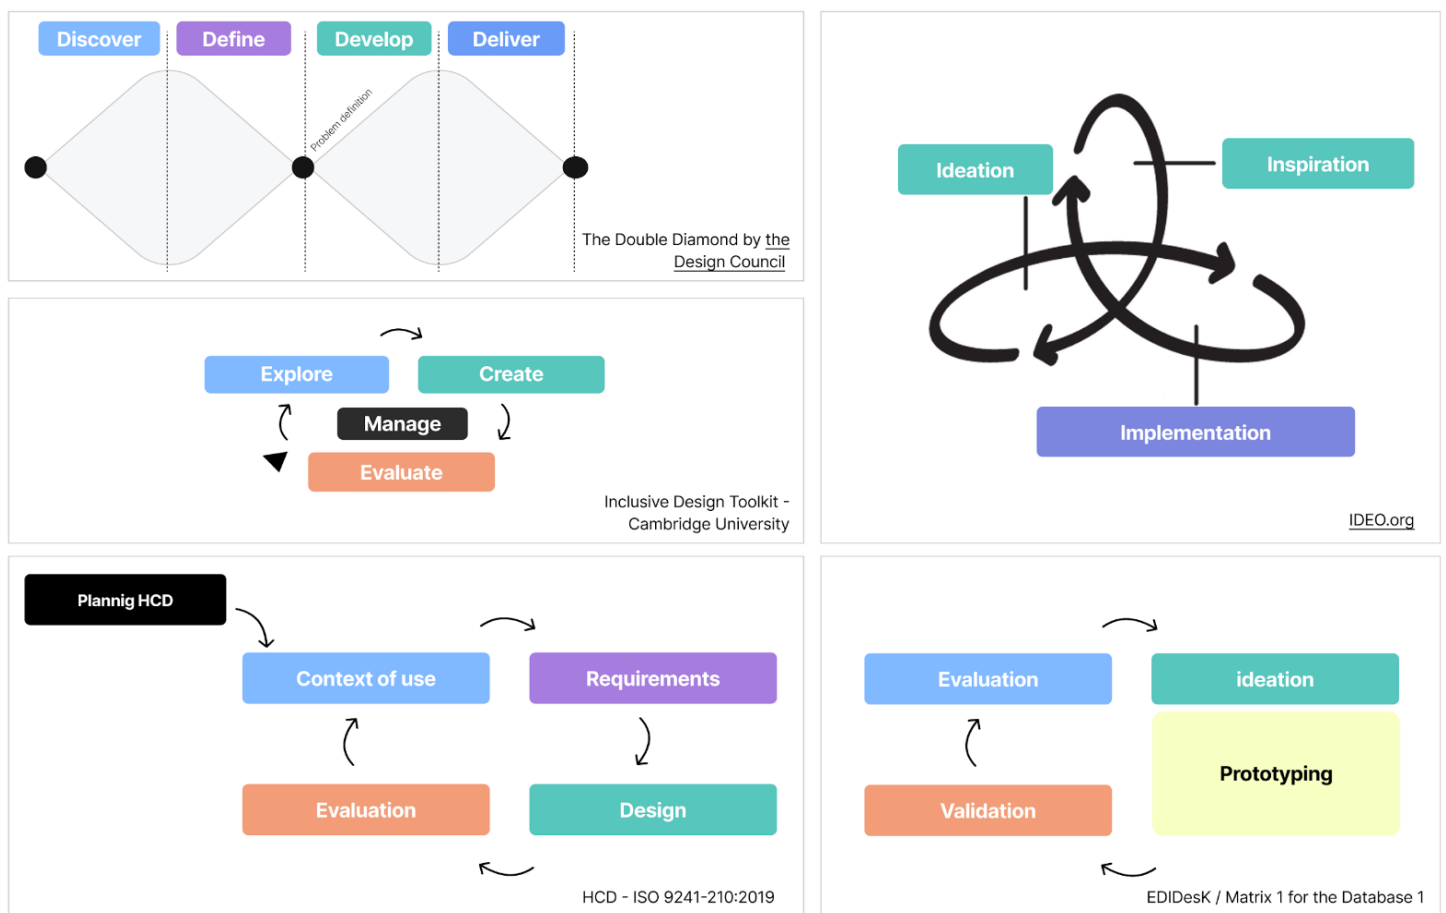 Discover
Define
Develop
Deliver
Problem definition
The Double Diamond by the
Design Council
Ideation
Inspiration
Implementation
IDEO.org
Explore
Create
Manage
Evaluate
Inclusive Design Toolkit -
Cambridge University
Plannig HCD
Context of use
Requirements
Evaluation
Design
HCD - ISO 9241-210:2019
Evaluation
ideation
Prototyping
Validation
EDIDesK / Matrix 1 for the Database 1